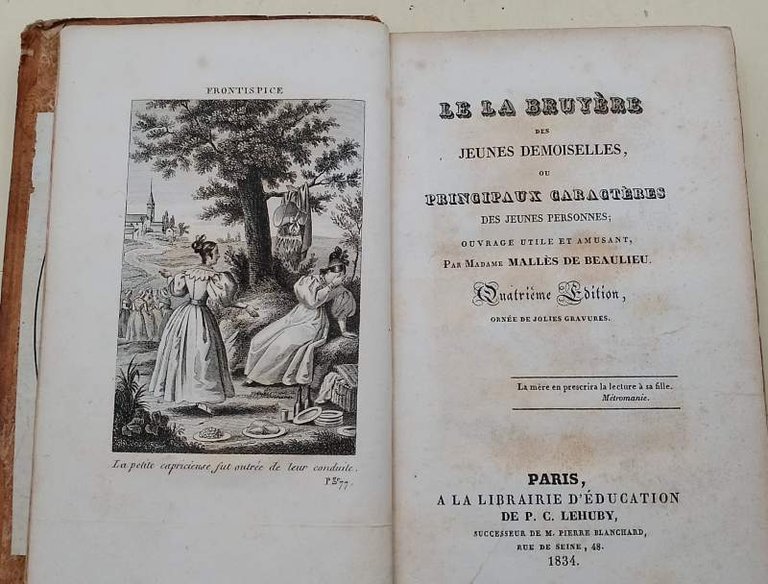 FRONTISPICE
La petite capricieuse fut outrée de leur conduite.
P ge 77.
LE LA BRUYÈRE
DES
JEUNES DEMOISELLES,
OU
PRINCIPAUX CARACTÈRES
DES JEUNES PERSONNES;
OUVRAGE UTILE ET AMUSANT,
PAR MADAME MALLÈS DE BEAULIEU.
Quatrième Edition,
ORNÉE DE JOLIES GRAVURES.
La mère en prescrira la lecture à sa fille.
Métromanie.
PARIS,
A LA LIBRAIRIE D'ÉDUCATION
DE P. C. LEHUBY,
SUCCESSEUR DE M. PIERRE BLANCHARD,
RUE DE SEINE, 48.
1834.